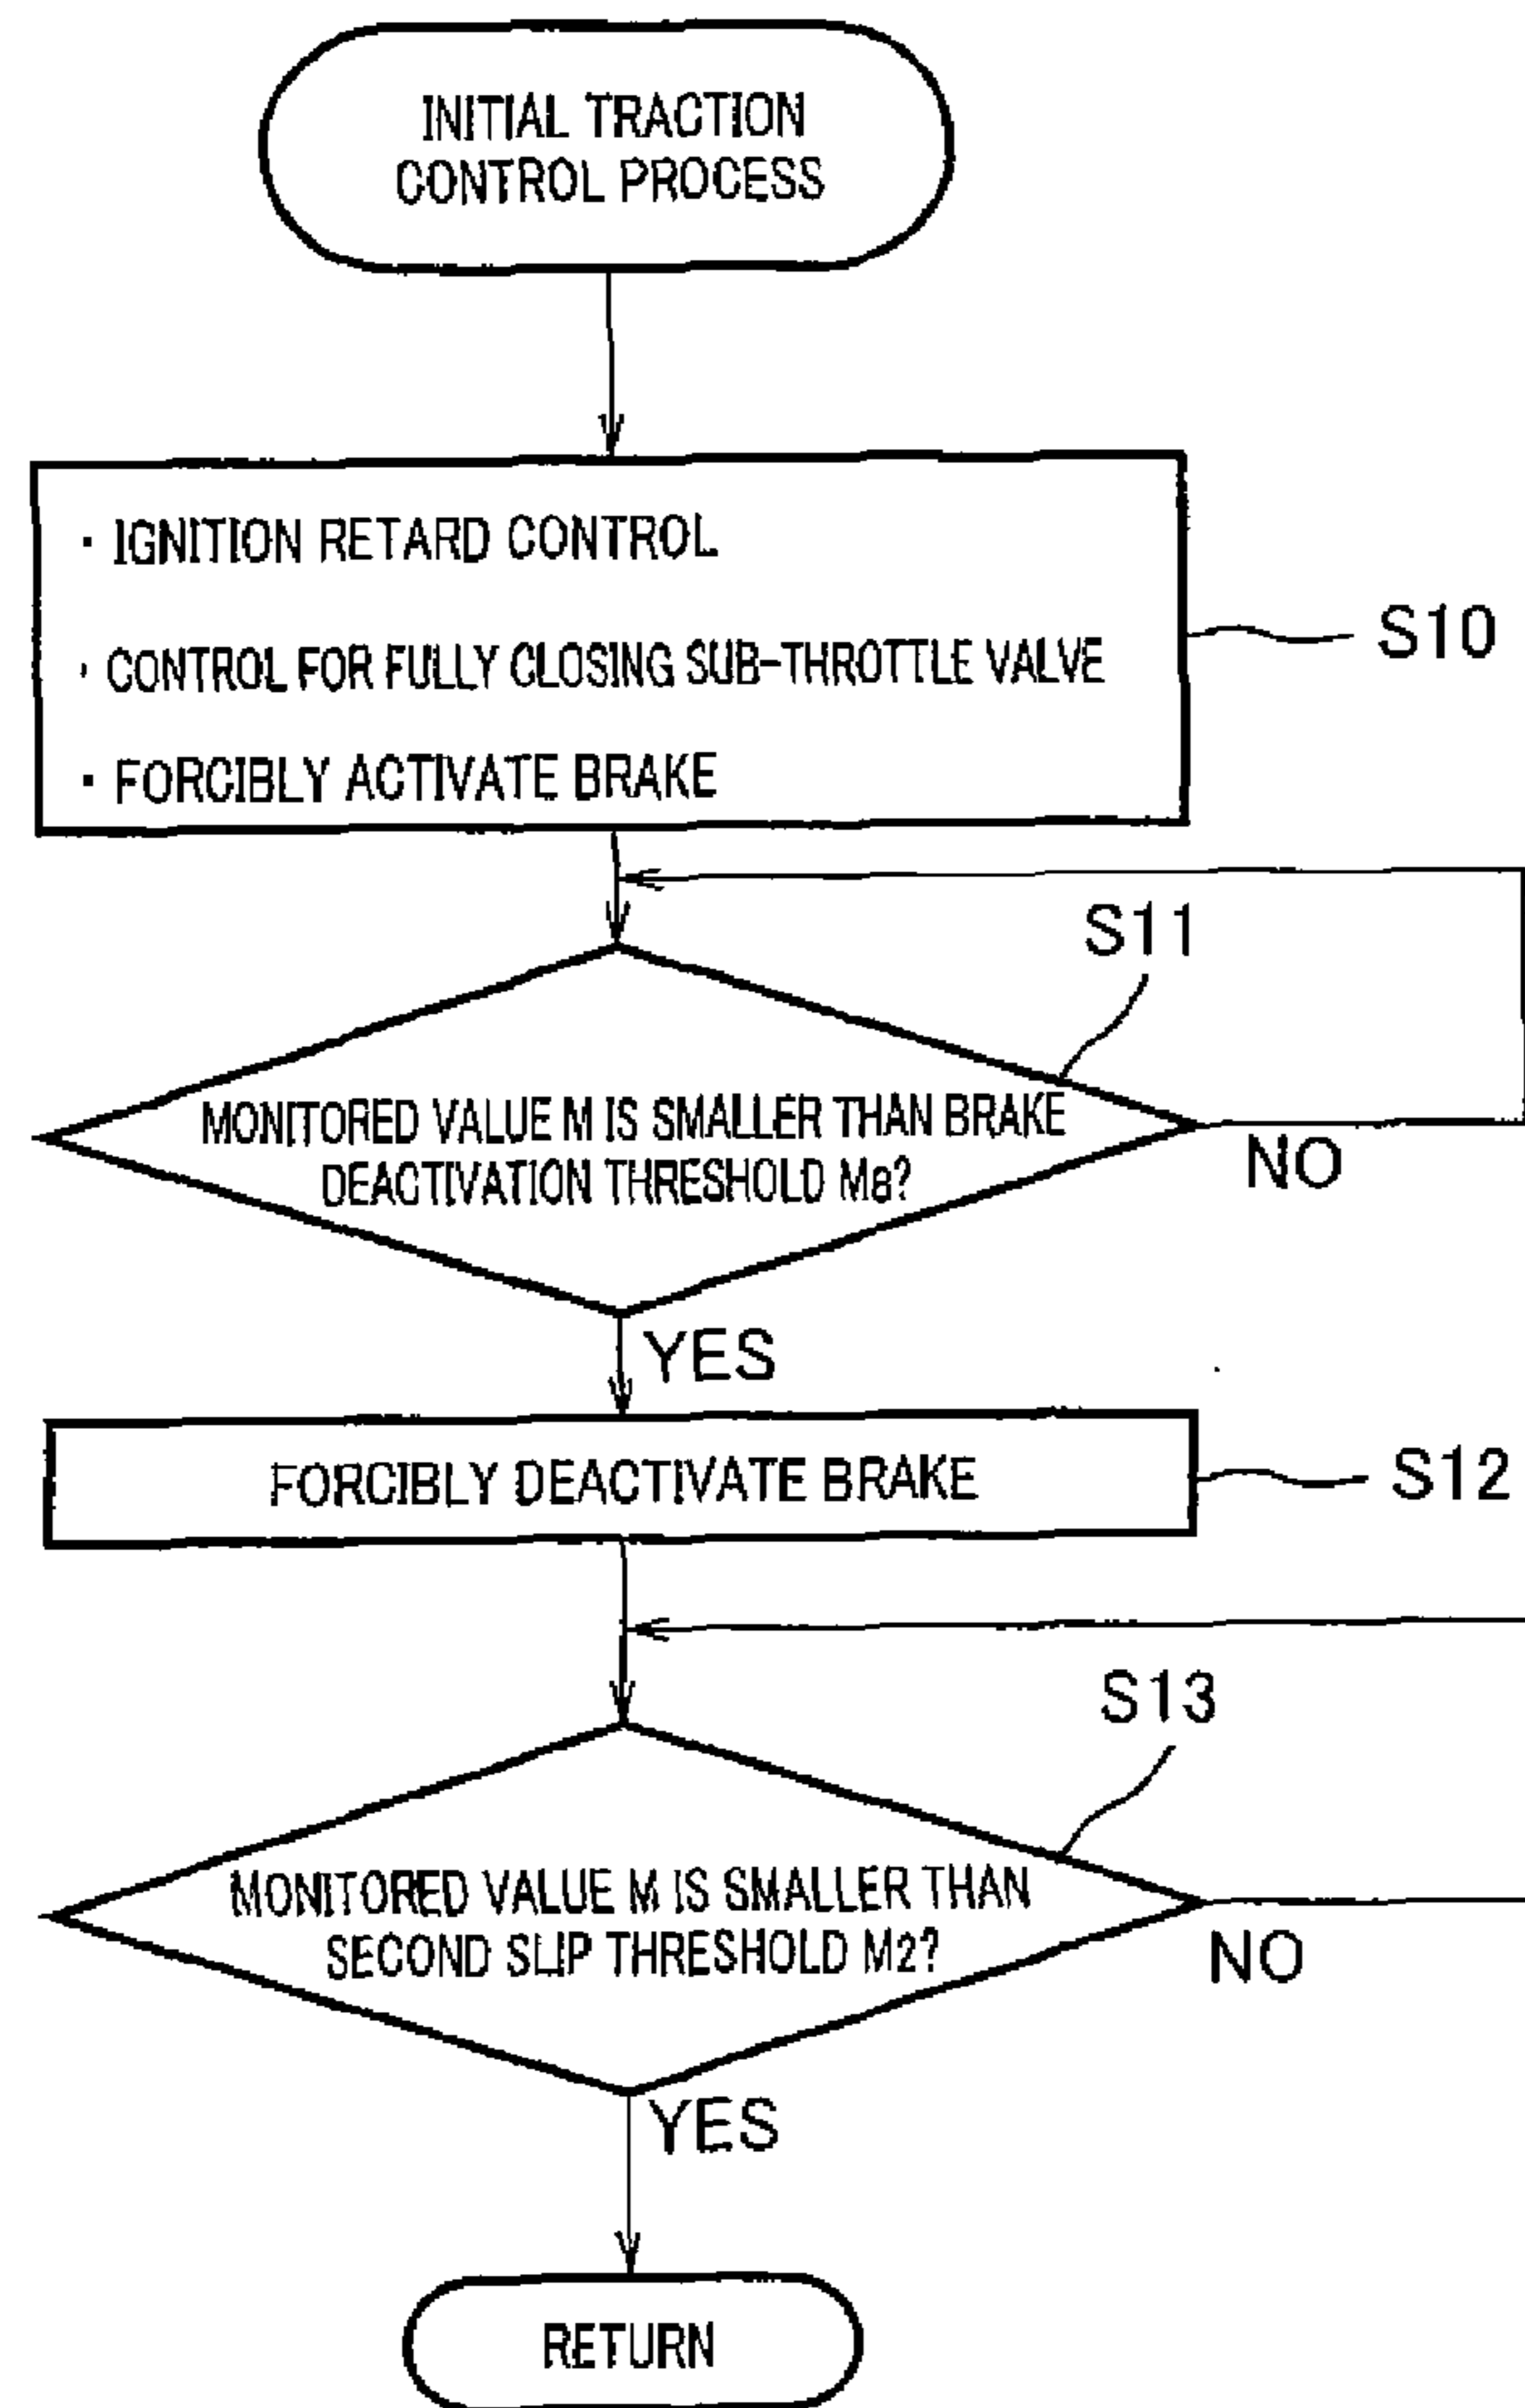 INITIAL TRACTION
CONTROL PROCESS
· IGNITION RETARD CONTROL
· CONTROL FOR FULLY CLOSING SUB-THROTTLE VALVE
· FORCIBLY ACTIVATE BRAKE
S10
S11
MONITORED VALUE M IS SMALLER THAN BRAKE
DEACTIVATION THRESHOLD MB?
NO
YES
FORCIBLY DEACTIVATE BRAKE
S12
S13
MONITORED VALUE M IS SMALLER THAN
SECOND SLIP THRESHOLD M2?
NO
YES
RETURN